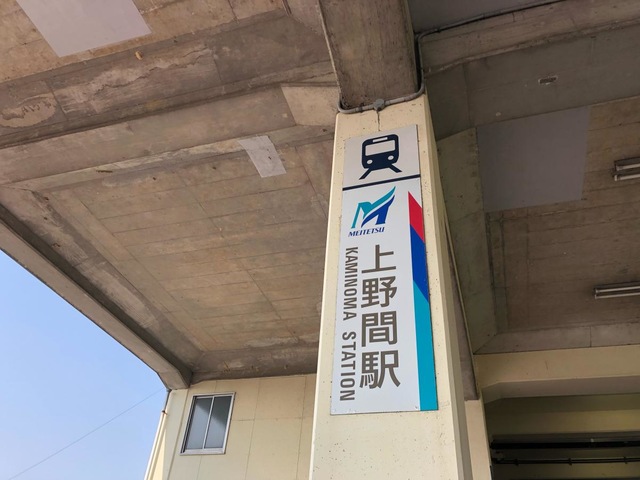 MEITETSU
上野間駅
KAMINOMA STATION